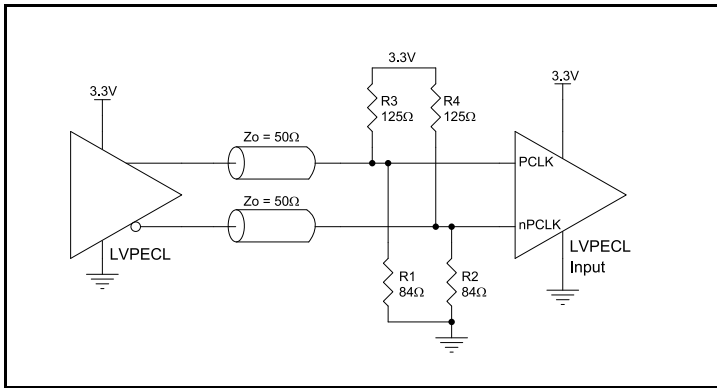 3.3V
R3
125Ω
R4
125Ω
3.3V
3.3V
Zo = 50Ω
PCLK
Zo = 50Ω
nPCLK
LVPECL
LVPECL
Input
R1
84Ω
R2
84Ω